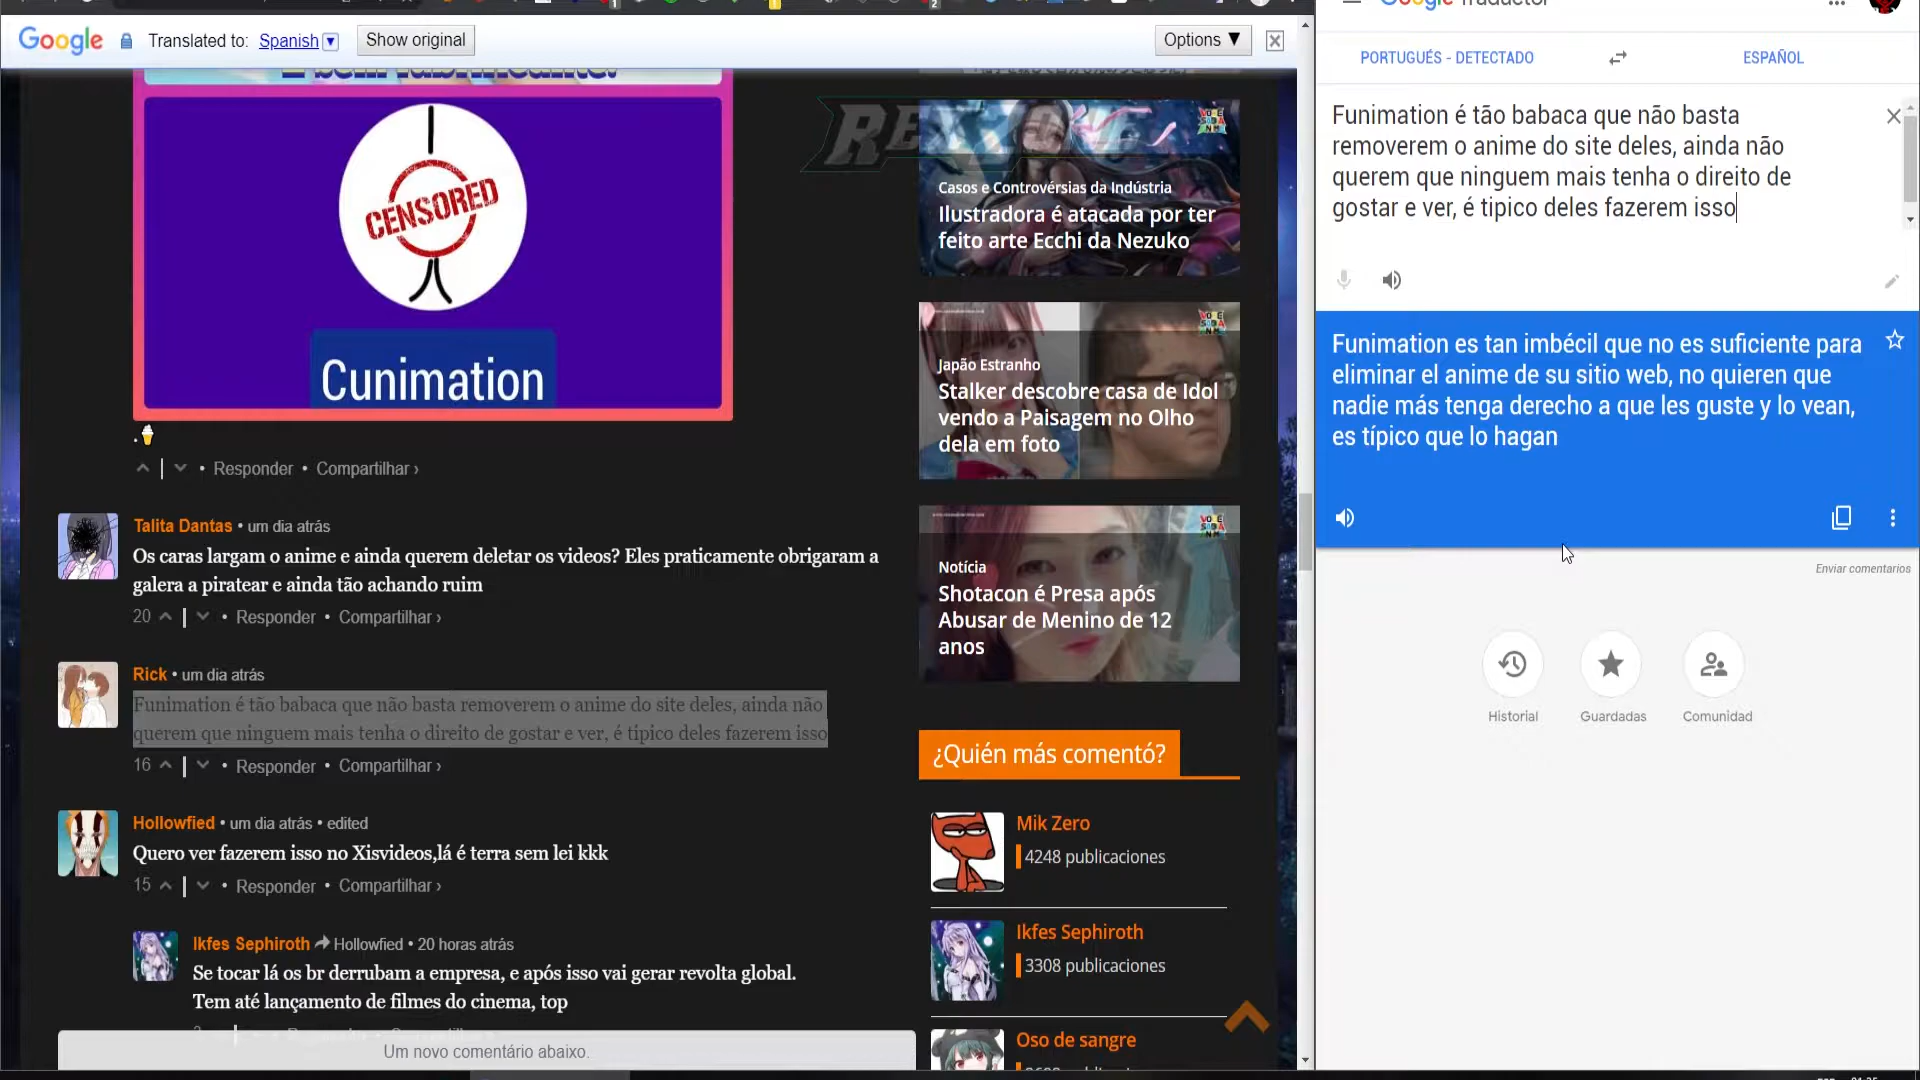 Google Translated to: Spanish ▼ Show original Options ▼
CENSORED
Cunimation
.
• Responder • Compartilhar ›
Talita Dantas • um dia atrás
Os caras largam o anime e ainda querem deletar os videos? Eles praticamente obrigaram a
galera a piratear e ainda tão achando ruim
20 • Responder • Compartilhar ›
Rick • um dia atrás
Funimation é tão babaca que não basta removerem o anime do site deles, ainda não
querem que ninguem mais tenha o direito de gostar e ver, é tipico deles fazerem isso
16 • Responder • Compartilhar ›
Hollowfied • um dia atrás • edited
Quero ver fazerem isso no Xisvideos,lá é terra sem lei kkk
15 • Responder • Compartilhar ›
Ikfes Sephiroth Hollowfied • 20 horas atrás
Se tocar lá os br derrubam a empresa, e após isso vai gerar revolta global.
Tem até lançamento de filmes do cinema, top
Um novo comentário abaixo.
Casos e Controvérsias da Indústria
Ilustradora é atacada por ter
feito arte Ecchi da Nezuko
Japão Estranho
Stalker descobre casa de Idol
vendo a Paisagem no Olho
dela em foto
Notícia
Shotacon é Presa após
Abusar de Menino de 12
anos
¿Quién más comentó?
Mik Zero
4248 publicaciones
Ikfes Sephiroth
3308 publicaciones
Oso de sangre
PORTUGUÉS - DETECTADO ESPAÑOL
Funimation é tão babaca que não basta
removerem o anime do site deles, ainda não
querem que ninguem mais tenha o direito de
gostar e ver, é tipico deles fazerem isso
Funimation es tan imbécil que no es suficiente para
eliminar el anime de su sitio web, no quieren que
nadie más tenga derecho a que les guste y lo vean,
es típico que lo hagan
Enviar comentarios
Historial Guardadas Comunidad